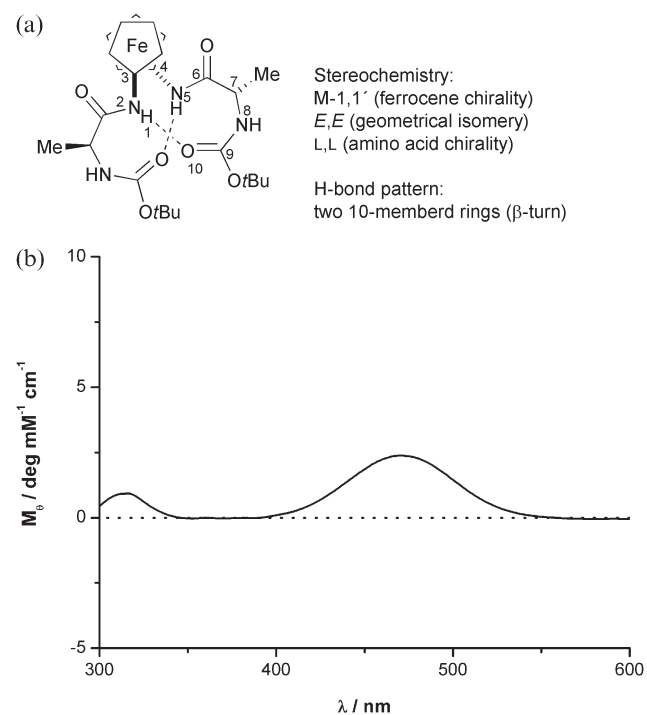 (a)
Fe
3
4
2
1
5
6
7
8
9
10
O
N
H
N
H
O
Me
NH
O
OtBu
O
Me
HN
O
OtBu
Stereochemistry:
M-1,1´ (ferrocene chirality)
E,E (geometrical isomery)
L,L (amino acid chirality)
H-bond pattern:
two 10-memberd rings (β-turn)
(b)
10
5
0
-5
Mθ / deg mM⁻¹ cm⁻¹
300
400
500
600
λ / nm